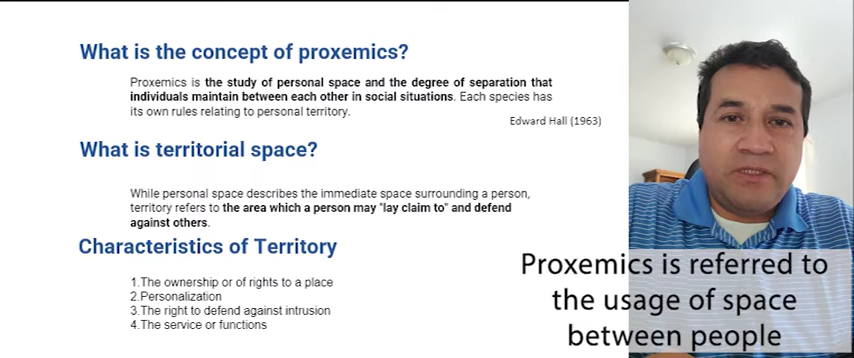 What is the concept of proxemics?
Proxemics is the study of personal space and the degree of separation that
individuals maintain between each other in social situations. Each species has
its own rules relating to personal territory.
Edward Hall (1963)
What is territorial space?
While personal space describes the immediate space surrounding a person,
territory refers to the area which a person may "lay claim to" and defend
against others.
Characteristics of Territory
1.The ownership or of rights to a place
2.Personalization
3.The right to defend against intrusion
4.The service or functions
Proxemics is referred to
the usage of space
between people